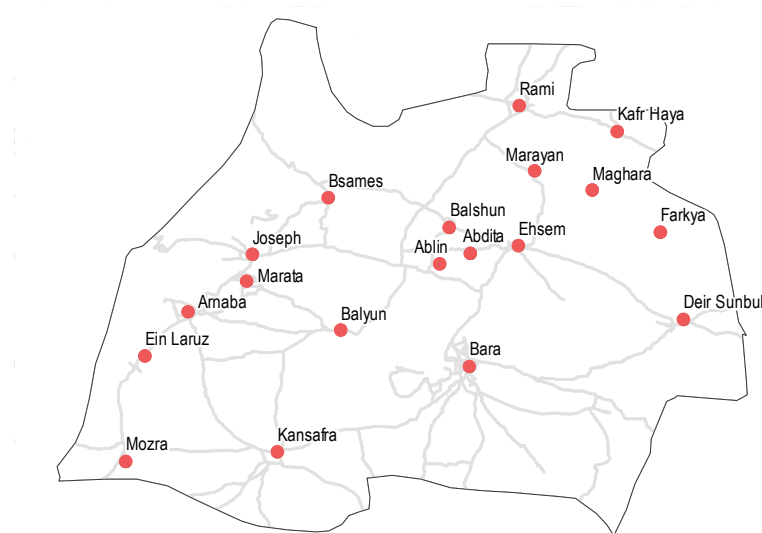 Rami
Kafr Haya
Marayan
Maghara
Bsames
Balshun
Farkya
Ehsem
Abdita
Joseph
Ablin
Marata
Arnaba
Deir Sunbul
Balyun
Ein Laruz
Bara
Kansafra
Mozra